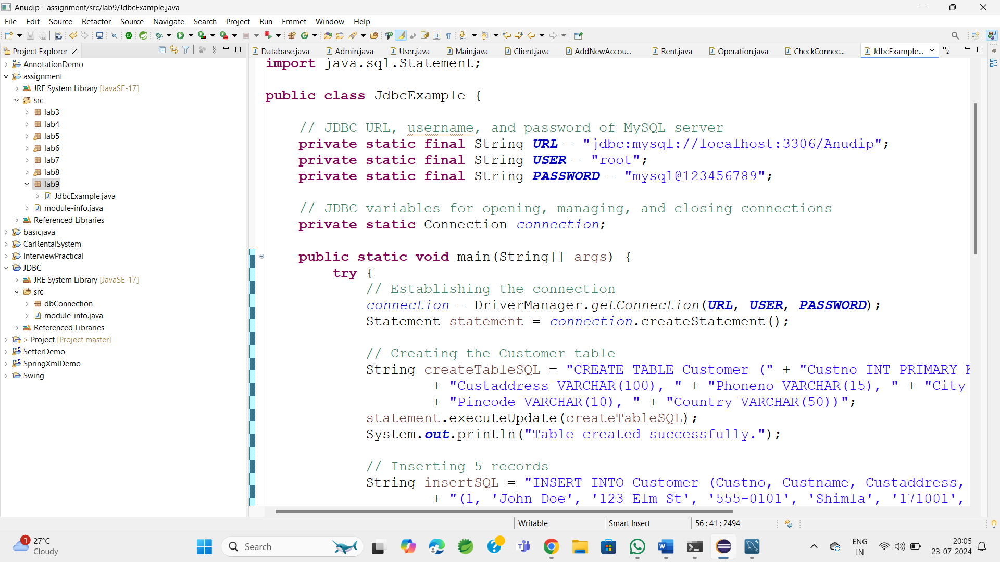 Anudip - assignment/src/lab9/JdbcExample.java
File Edit Source Refactor Source Navigate Search Project Run Emmet Window Help
Project Explorer
AnnotationDemo
assignment
JRE System Library [JavaSE-17]
src
lab3
lab4
lab5
lab6
lab7
lab8
lab9
JdbcExample.java
module-info.java
Referenced Libraries
basicjava
CarRentalSystem
InterviewPractical
JDBC
JRE System Library [JavaSE-17]
src
dbConnection
module-info.java
Referenced Libraries
> Project [Project master]
SetterDemo
SpringXmlDemo
Swing
Database.java Admin.java User.java Main.java Client.java AddNewAccou... Rent.java Operation.java CheckConnec... JdbcExample... »2
import java.sql.Statement;
public class JdbcExample {
// JDBC URL, username, and password of MySQL server
private static final String URL = "jdbc:mysql://localhost:3306/Anudip";
private static final String USER = "root";
private static final String PASSWORD = "mysql@123456789";
// JDBC variables for opening, managing, and closing connections
private static Connection connection;
public static void main(String[] args) {
try {
// Establishing the connection
connection = DriverManager.getConnection(URL, USER, PASSWORD);
Statement statement = connection.createStatement();
// Creating the Customer table
String createTableSQL = "CREATE TABLE Customer (" + "Custno INT PRIMARY
+ "Custaddress VARCHAR(100), " + "Phoneno VARCHAR(15), " + "City
+ "Pincode VARCHAR(10), " + "Country VARCHAR(50))";
statement.executeUpdate(createTableSQL);
System.out.println("Table created successfully.");
// Inserting 5 records
String insertSQL = "INSERT INTO Customer (Custno, Custname, Custaddress,
+ "(1, 'John Doe', '123 Elm St', '555-0101', 'Shimla', '171001',
Writable Smart Insert 56 : 41 : 2494
1
27°C
Cloudy
Search
ENG
IN
20:05
23-07-2024